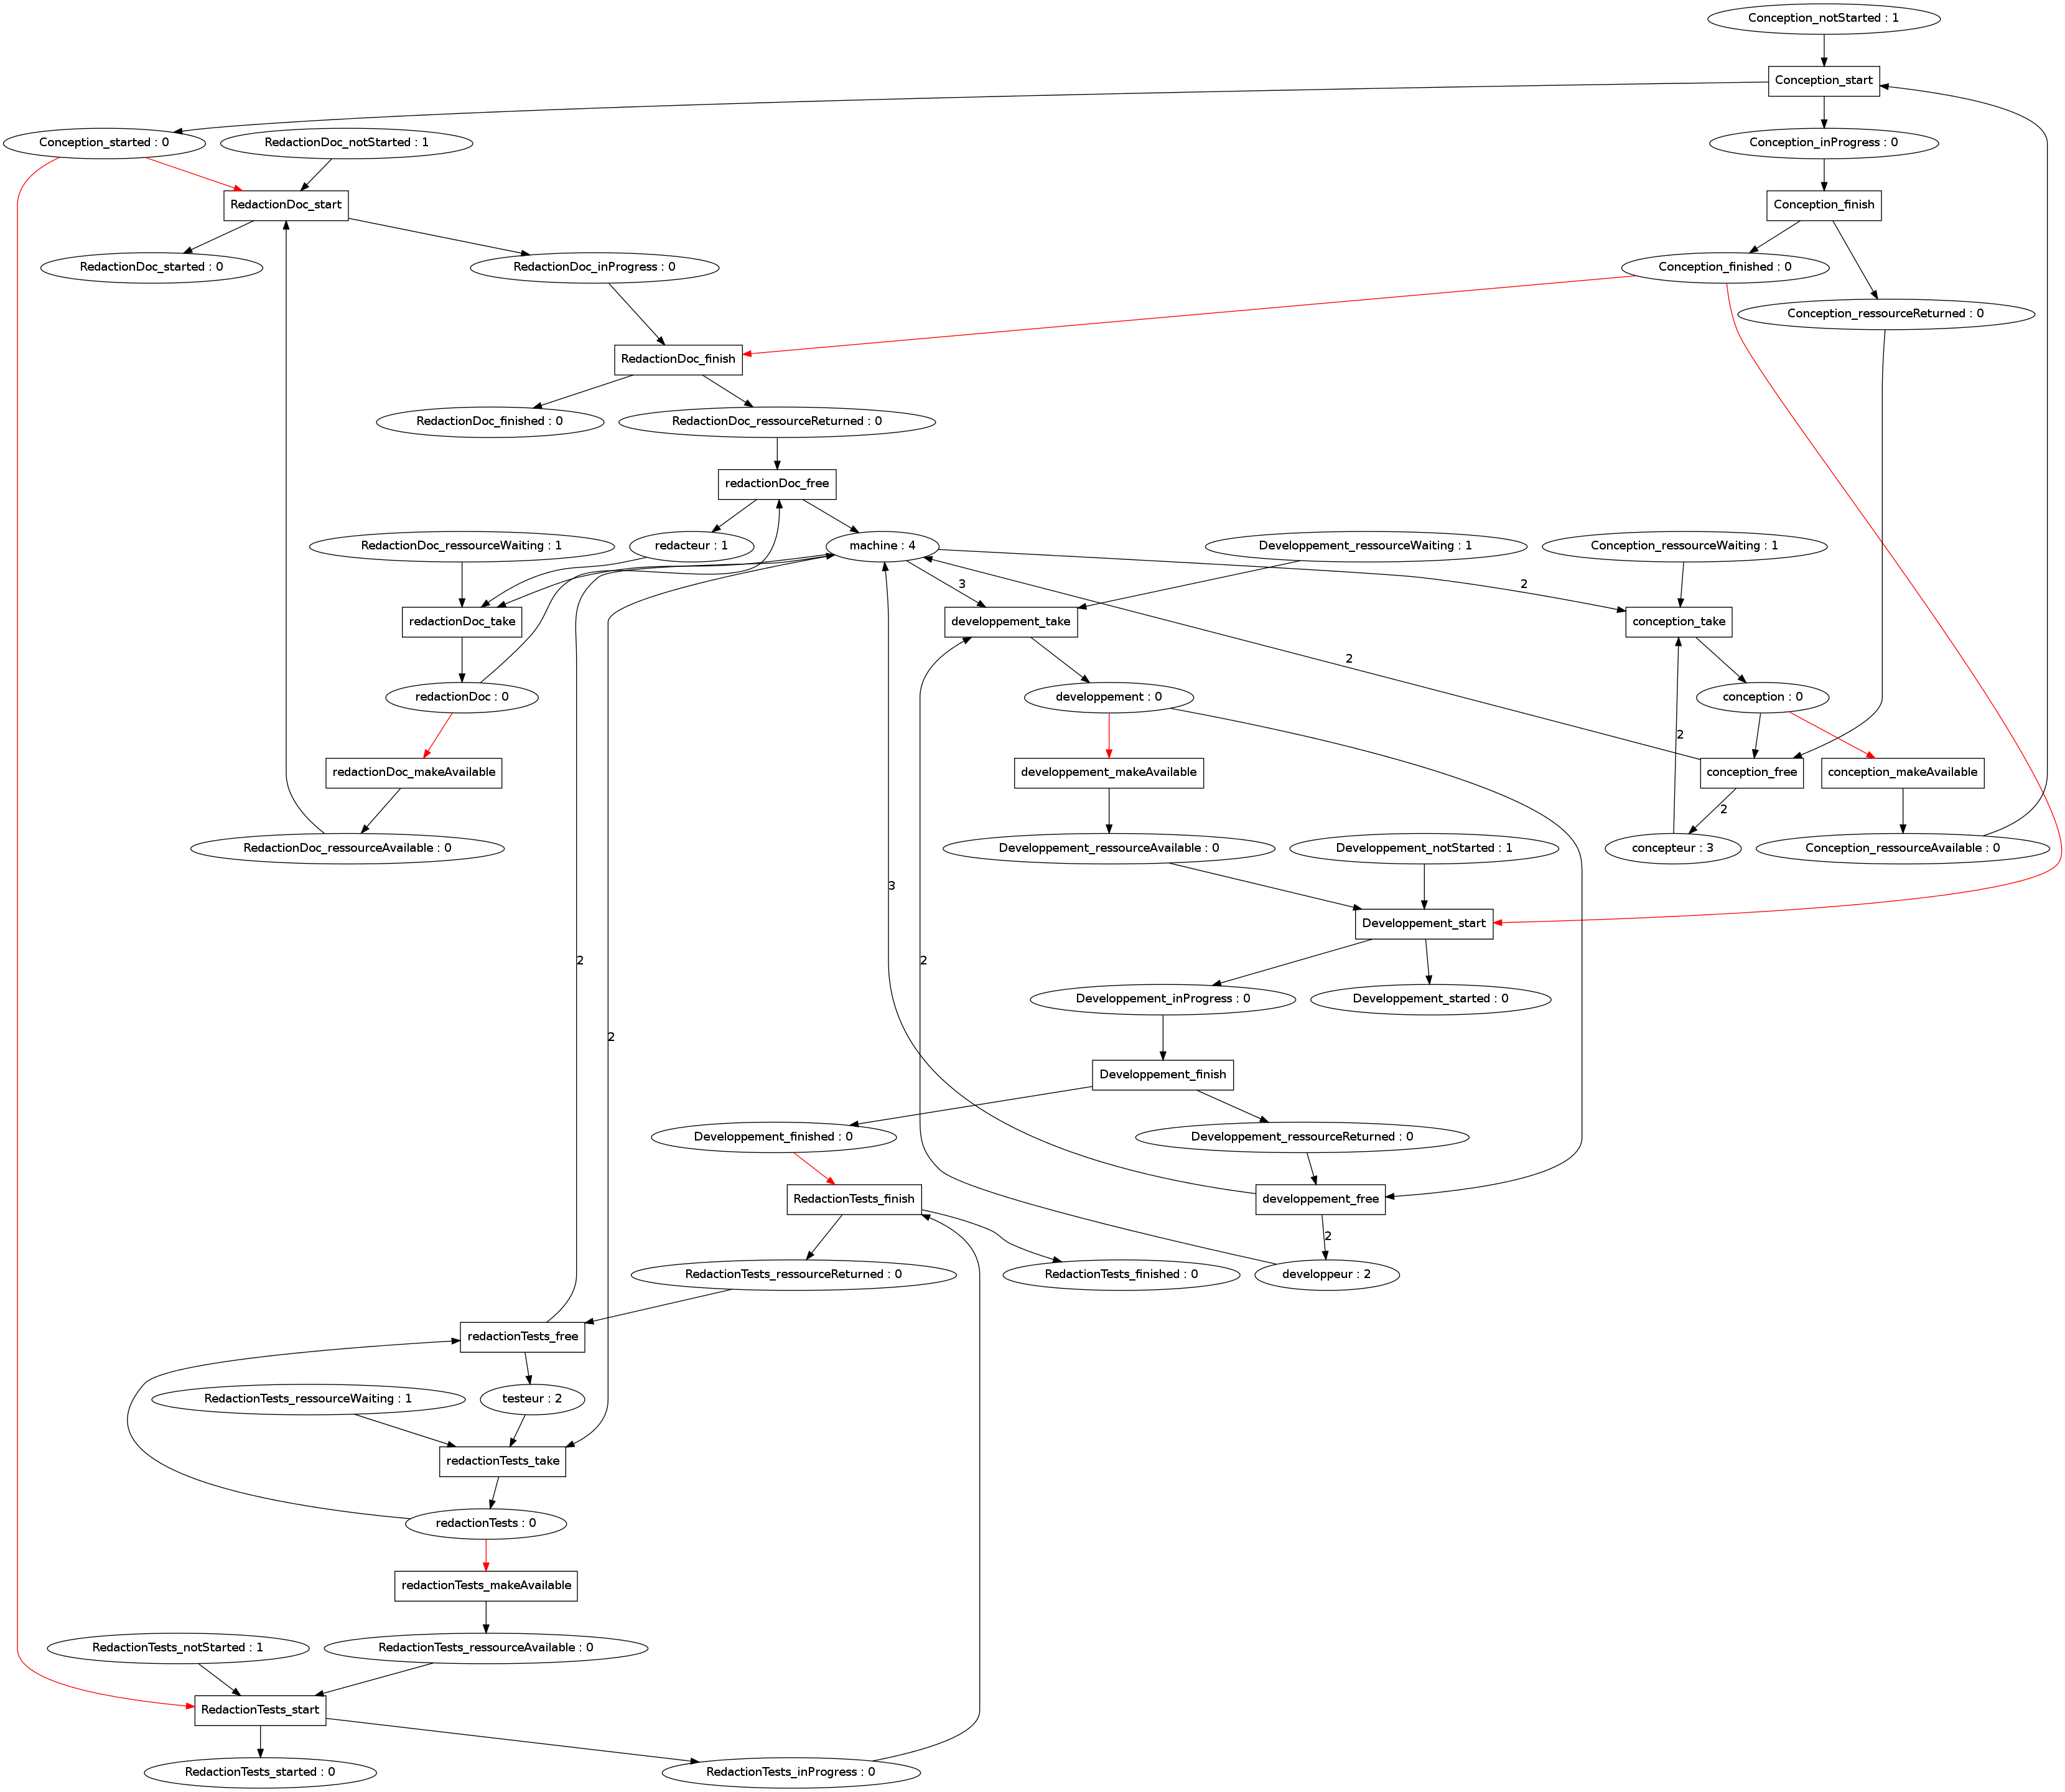 Conception_notStarted : 1
Conception_start
Conception_started : 0
RedactionDoc_notStarted : 1
Conception_inProgress : 0
RedactionDoc_start
Conception_finish
RedactionDoc_started : 0
RedactionDoc_inProgress : 0
Conception_finished : 0
Conception_ressourceReturned : 0
RedactionDoc_finish
RedactionDoc_finished : 0
RedactionDoc_ressourceReturned : 0
redactionDoc_free
RedactionDoc_ressourceWaiting : 1
redacteur : 1
machine : 4
Developpement_ressourceWaiting : 1
Conception_ressourceWaiting : 1
3
2
redactionDoc_take
developpement_take
conception_take
2
redactionDoc : 0
developpement : 0
conception : 0
2
redactionDoc_makeAvailable
developpement_makeAvailable
conception_free
conception_makeAvailable
2
RedactionDoc_ressourceAvailable : 0
Developpement_ressourceAvailable : 0
Developpement_notStarted : 1
concepteur : 3
Conception_ressourceAvailable : 0
3
Developpement_start
2
2
Developpement_inProgress : 0
Developpement_started : 0
2
Developpement_finish
Developpement_finished : 0
Developpement_ressourceReturned : 0
RedactionTests_finish
developpement_free
2
RedactionTests_ressourceReturned : 0
RedactionTests_finished : 0
developpeur : 2
redactionTests_free
RedactionTests_ressourceWaiting : 1
testeur : 2
redactionTests_take
redactionTests : 0
redactionTests_makeAvailable
RedactionTests_notStarted : 1
RedactionTests_ressourceAvailable : 0
RedactionTests_start
RedactionTests_started : 0
RedactionTests_inProgress : 0